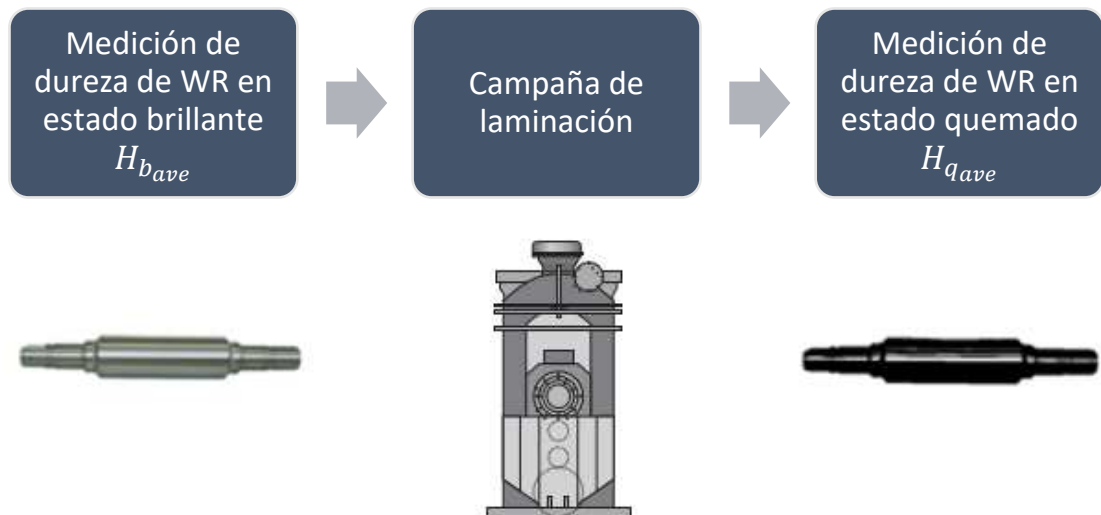 Medición de
dureza de WR en
estado brillante
H_{b_{ave}}
Campaña de
laminación
Medición de
dureza de WR en
estado quemado
H_{q_{ave}}